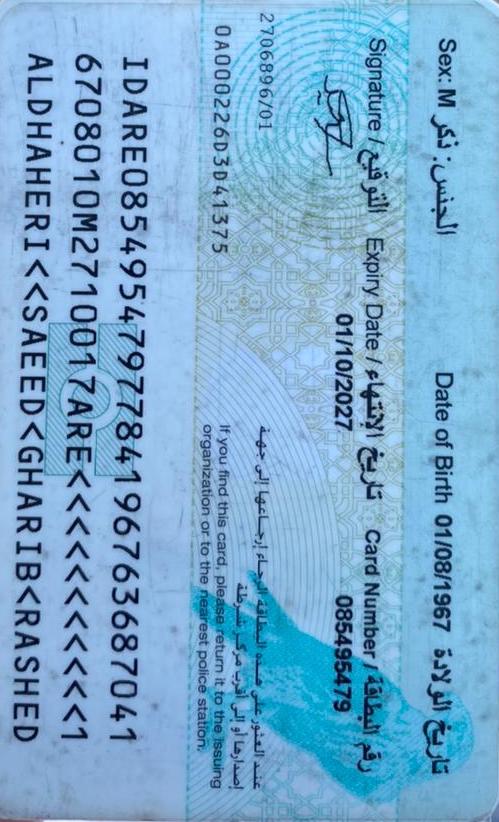 Sex: M الجنس: ذكر
Date of Birth 01/08/1967 تاريخ الولادة
Signature / التوقيع Expiry Date / تاريخ الإنتهاء Card Number / رقم البطاقة
01/10/2027 085495479
2706896/01
0A000226D3D41375
عند العثور على هذه البطاقة الرجاء إرجاعها إلى جهة
إصدارها أو إلى أقرب مركز شرطة
If you find this card, please return it to the issuing
organization or to the nearest police station.
IDARE0854954797784196763687041
6708010M2710017ARE<<<<<<<<<<<1
ALDHAHERI<<SAEED<GHARIB<RASHED